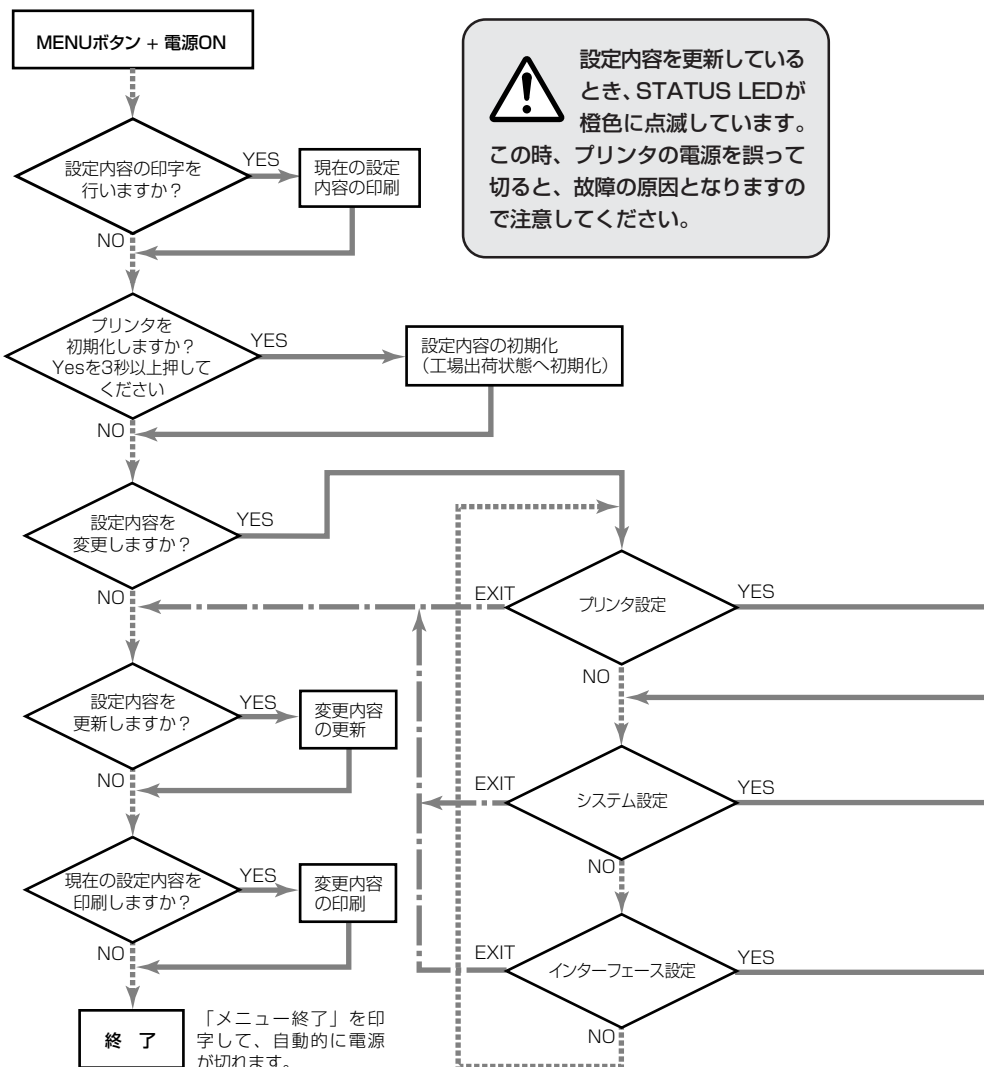 MENUボタン + 電源ON
設定内容を更新している
とき、STATUS LEDが
橙色に点滅しています。
この時、プリンタの電源を誤って
切ると、故障の原因となりますの
で注意してください。
設定内容の印字を
行いますか？
YES
現在の設定
内容の印刷
NO
プリンタを
初期化しますか？
Yesを3秒以上押して
ください
YES
設定内容の初期化
（工場出荷状態へ初期化）
NO
設定内容を
変更しますか？
YES
NO
EXIT
プリンタ設定
YES
NO
設定内容を
更新しますか？
YES
変更内容
の更新
NO
EXIT
システム設定
YES
NO
現在の設定内容を
印刷しますか？
YES
変更内容
の印刷
NO
EXIT
インターフェース設定
YES
NO
終 了
「メニュー終了」を印
字して、自動的に電源
が切れます。